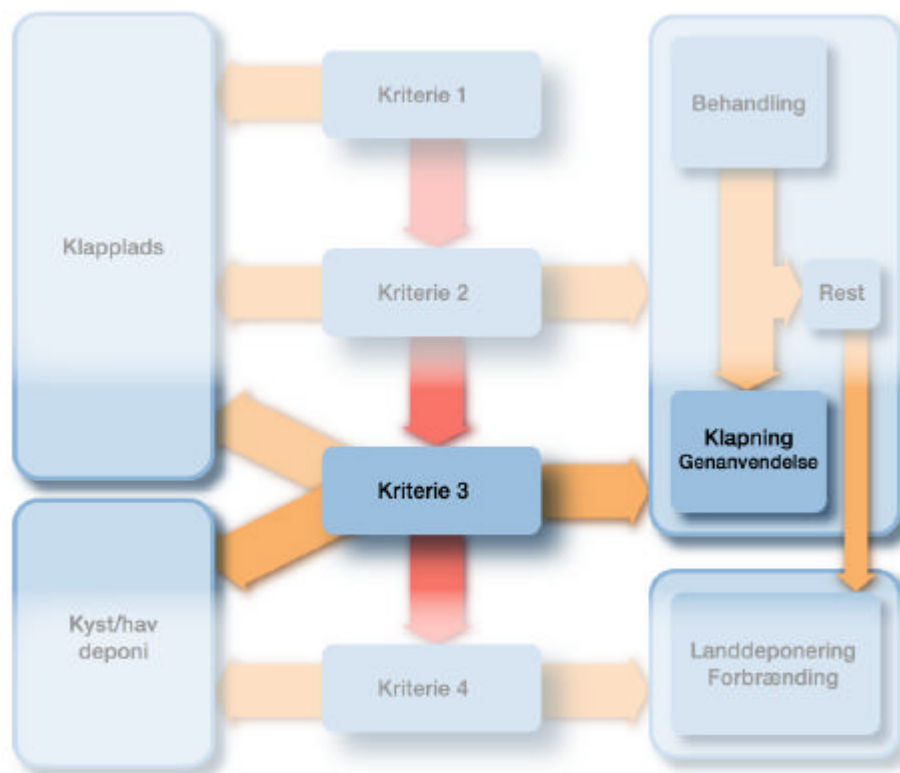 Kriterie 1
Behandling
Klapplads
Kriterie 2
Rest
Klapning
Genanvendelse
Kriterie 3
Kyst/hav
deponi
Kriterie 4
Landdeponering
Forbrænding